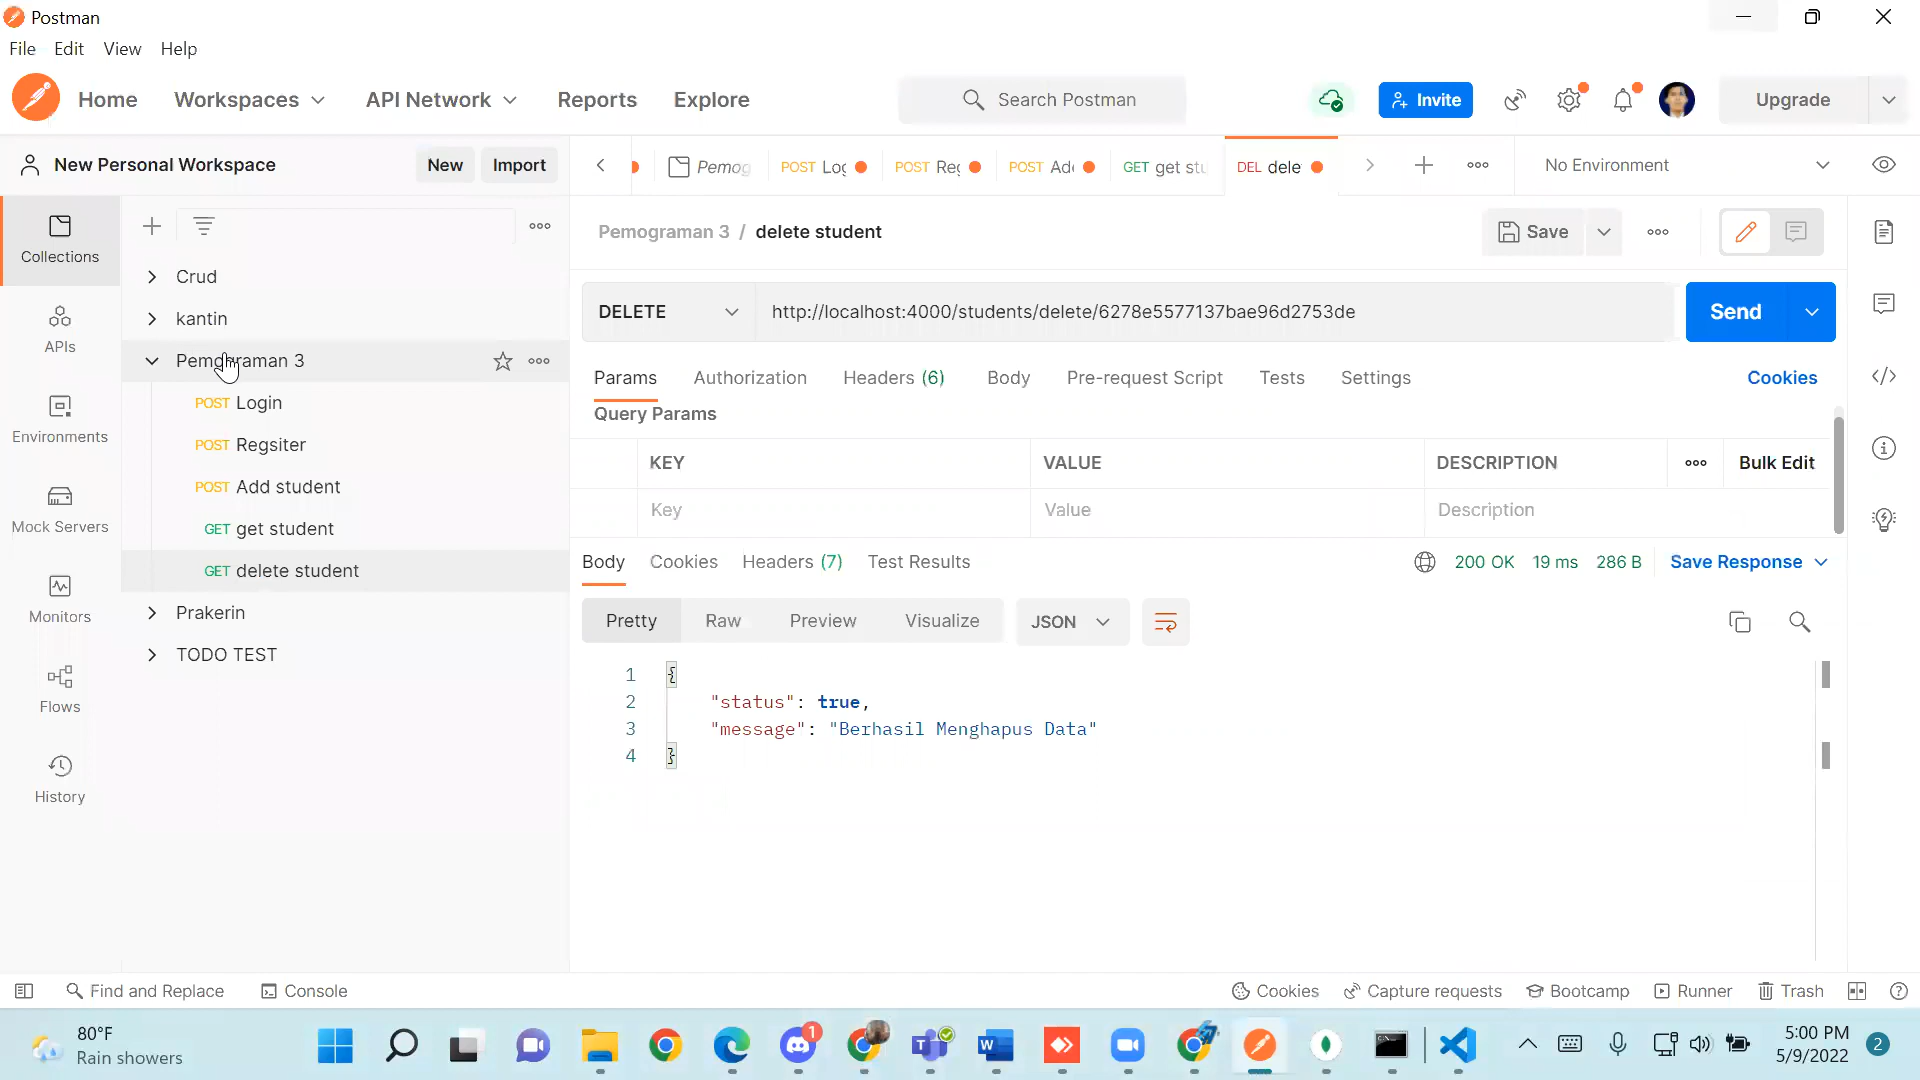 Postman
File Edit View Help
Home Workspaces API Network Reports Explore Search Postman Invite Upgrade
New Personal Workspace New Import
Pemog POST Log POST Reg POST Add GET get stu DEL dele No Environment
Collections
APIs
Environments
Mock Servers
Monitors
Flows
History
Crud
kantin
Pemograman 3
POST Login
POST Regsiter
POST Add student
GET get student
GET delete student
Prakerin
TODO TEST
Pemograman 3 / delete student Save
DELETE http://localhost:4000/students/delete/6278e5577137bae96d2753de Send
Params Authorization Headers (6) Body Pre-request Script Tests Settings Cookies
Query Params
KEY VALUE DESCRIPTION Bulk Edit
Key Value Description
Body Cookies Headers (7) Test Results 200 OK 19 ms 286 B Save Response
Pretty Raw Preview Visualize JSON
1 {
2 "status": true,
3 "message": "Berhasil Menghapus Data"
4 }
Find and Replace Console Cookies Capture requests Bootcamp Runner Trash
80°F
Rain showers
1
5:00 PM
5/9/2022
2